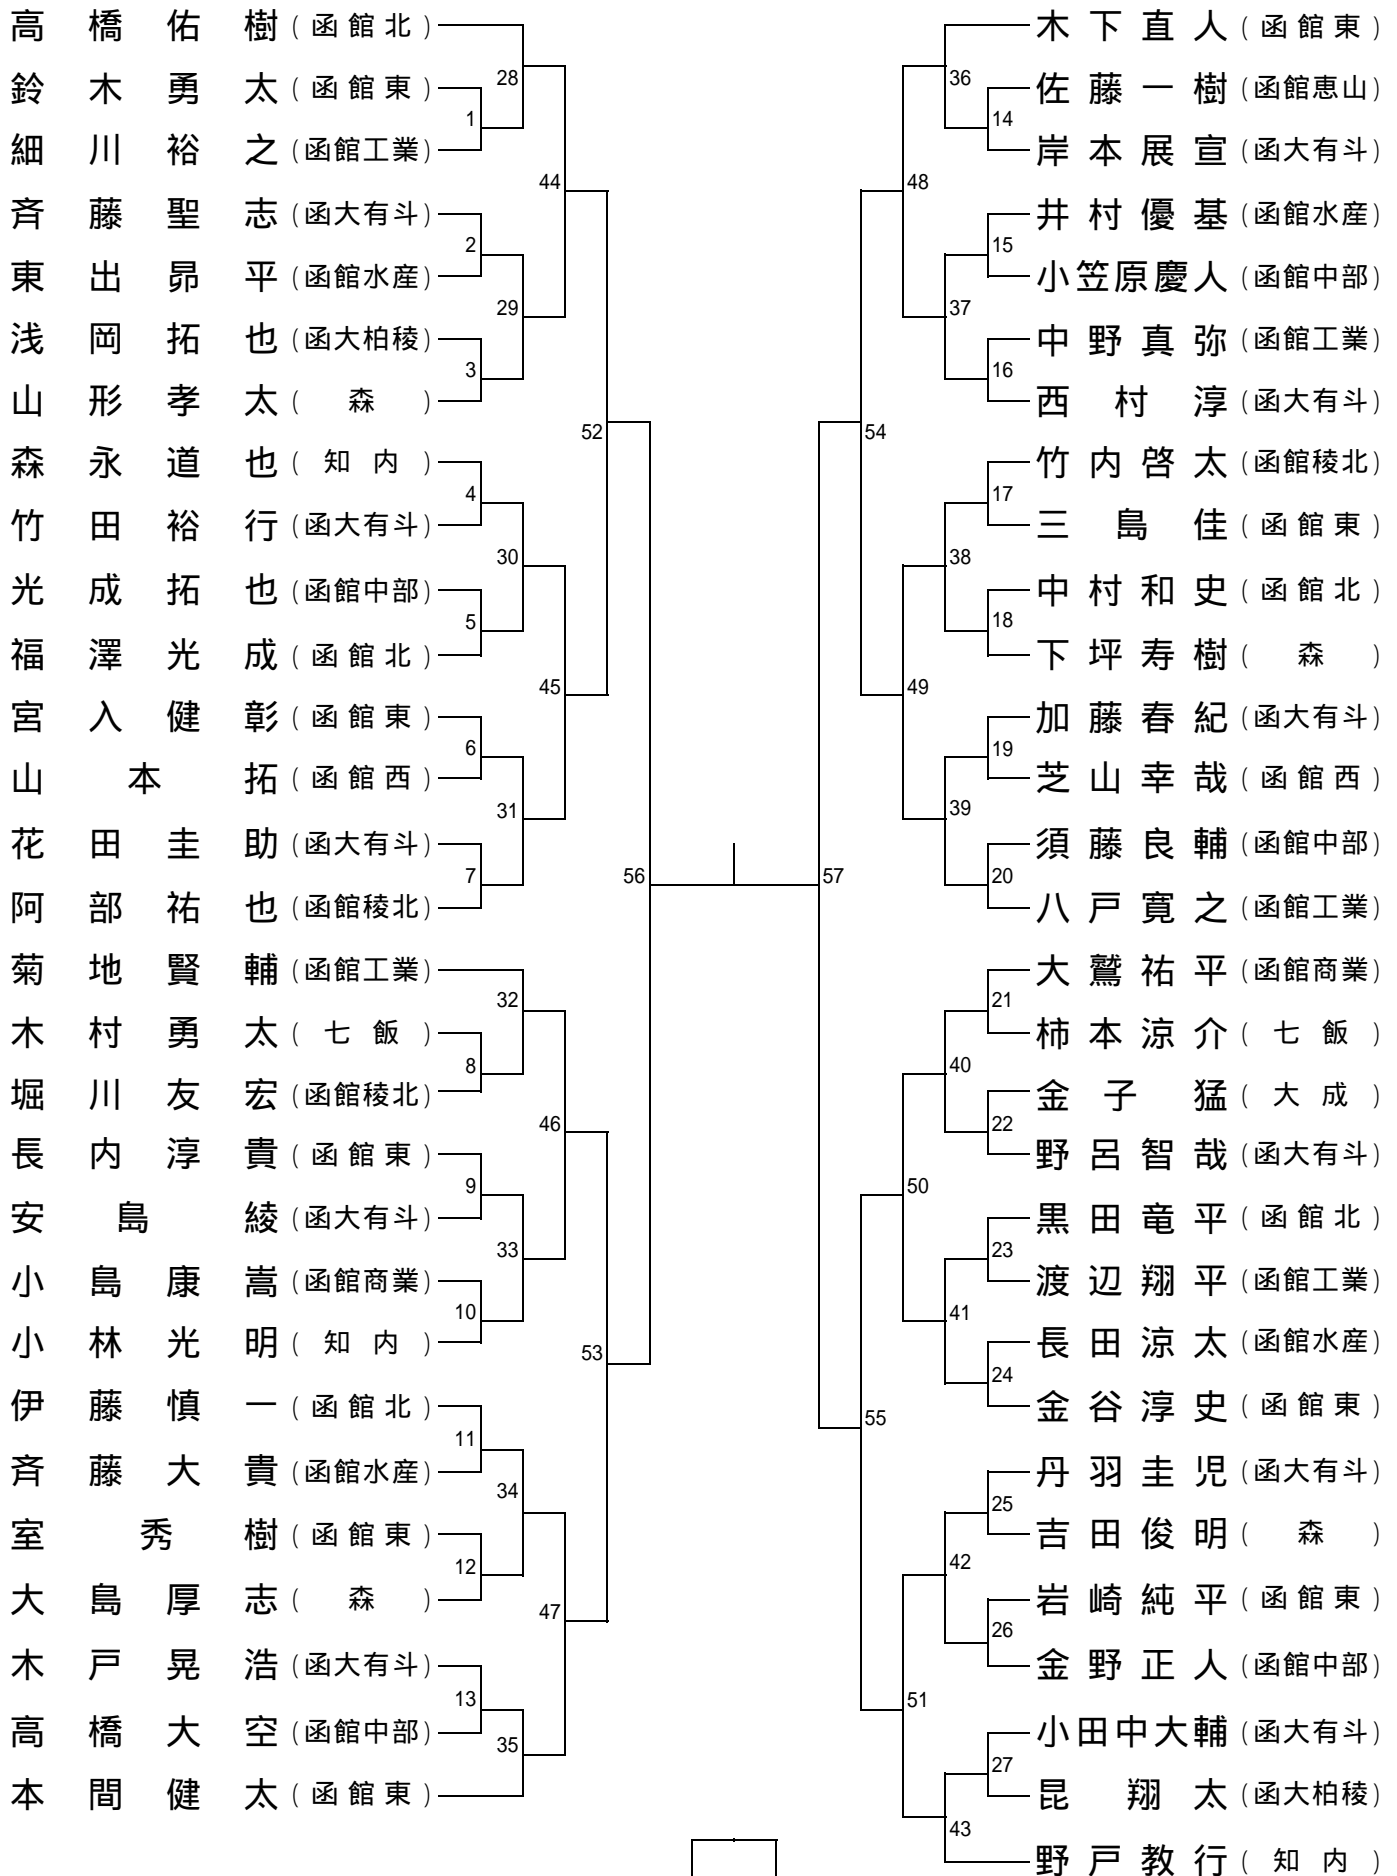 高橋佑樹(函館北)
鈴木勇太(函館東)
細川裕之(函館工業)
斉藤聖志(函大有斗)
東出昴平(函館水産)
浅岡拓也(函大柏稜)
山形孝太(森)
森永道也(知内)
竹田裕行(函大有斗)
光成拓也(函館中部)
福澤光成(函館北)
宮入健彰(函館東)
山本拓(函館西)
花田圭助(函大有斗)
阿部祐也(函館稜北)
菊地賢輔(函館工業)
木村勇太(七飯)
堀川友宏(函館稜北)
長内淳貴(函館東)
安島綾(函大有斗)
小島康嵩(函館商業)
小林光明(知内)
伊藤慎一(函館北)
斉藤大貴(函館水産)
室秀樹(函館東)
大島厚志(森)
木戸晃浩(函大有斗)
高橋大空(函館中部)
本間健太(函館東)
1
2
3
4
5
6
7
8
9
10
11
12
13
28
29
30
31
32
33
34
35
44
45
46
47
52
53
56
57
54
55
48
49
50
51
36
37
38
39
40
41
42
43
14
15
16
17
18
19
20
21
22
23
24
25
26
27
木下直人(函館東)
佐藤一樹(函館恵山)
岸本展宣(函大有斗)
井村優基(函館水産)
小笠原慶人(函館中部)
中野真弥(函館工業)
西村淳(函大有斗)
竹内啓太(函館稜北)
三島佳(函館東)
中村和史(函館北)
下坪寿樹(森)
加藤春紀(函大有斗)
芝山幸哉(函館西)
須藤良輔(函館中部)
八戸寛之(函館工業)
大鷲祐平(函館商業)
柿本涼介(七飯)
金子猛(大成)
野呂智哉(函大有斗)
黒田竜平(函館北)
渡辺翔平(函館工業)
長田涼太(函館水産)
金谷淳史(函館東)
丹羽圭児(函大有斗)
吉田俊明(森)
岩崎純平(函館東)
金野正人(函館中部)
小田中大輔(函大有斗)
昆翔太(函大柏稜)
野戸教行(知内)